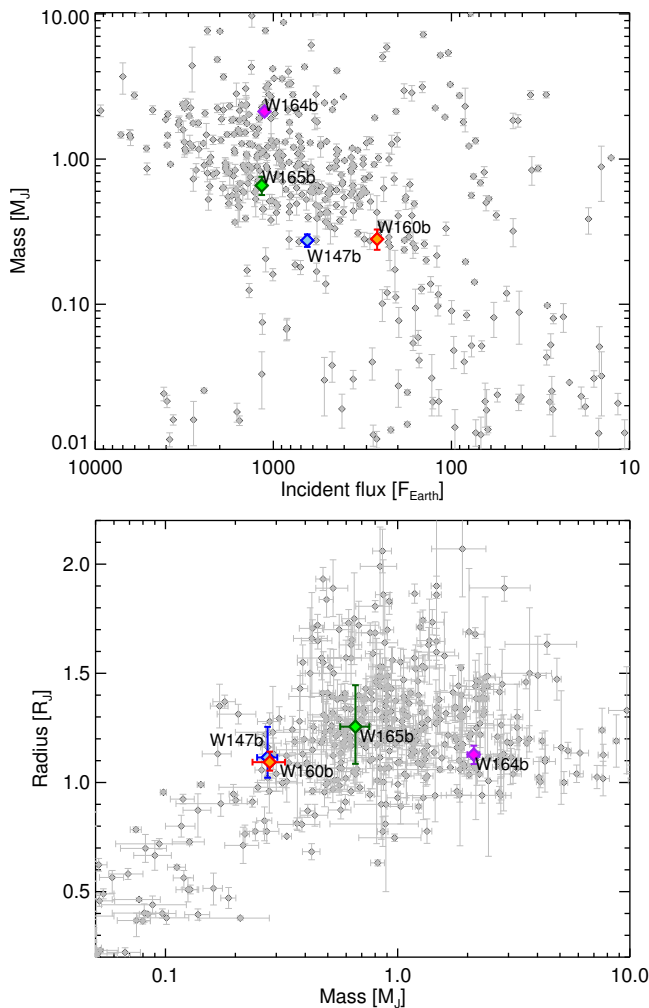 10.00
W164b
1.00
W165b
W160b
W147b
0.10
0.01
Mass [MJ]
10000 1000 100 10
Incident flux [FEarth]
2.0
1.5
W165b
W147b
W164b
W160b
1.0
0.5
Radius [RJ]
0.1 1.0 10.0
Mass [MJ]